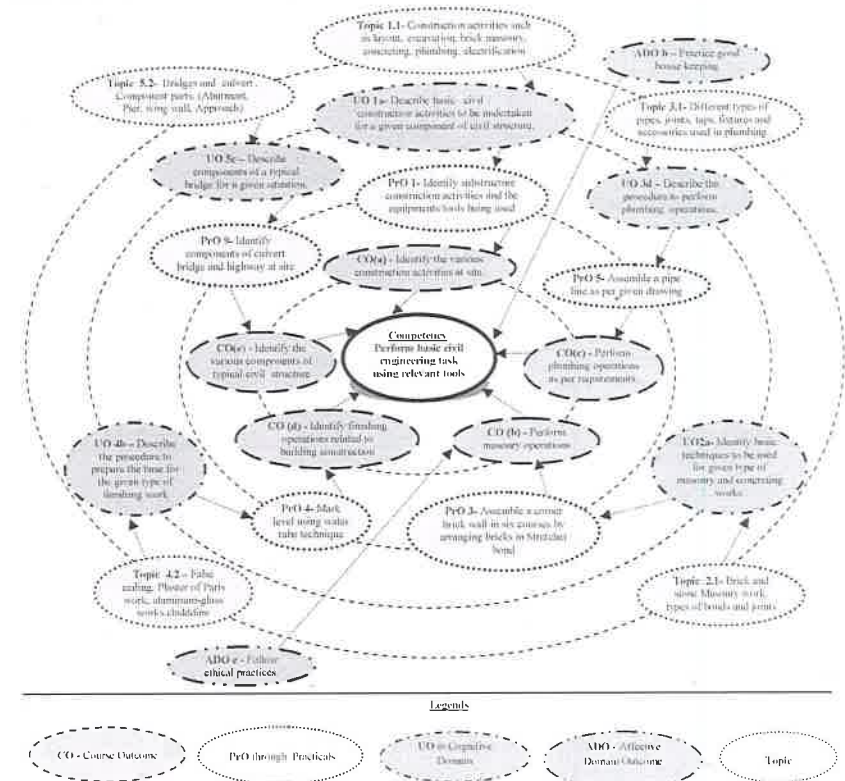 Topic 1.1- Construction activities such
as layout, excavation, brick masonry,
concreting, plumbing, electrification
ADO b - Practice good
house keeping
Topic 5.2- Bridges and culvert
Component parts. (Abutment,
Pier, wing wall, Approach)
UO 1a- Describe basic civil
construction activities to be undertaken
for a given component of civil structure.
Topic 3.1- Different types of
pipes, joints, taps, fixtures and
accessories used in plumbing
UO 5c - Describe
components of a typical
bridge for a given situation.
PrO 1- Identify substructure
construction activities and the
equipments tools being used
UO 3d - Describe the
procedure to perform
plumbing operations.
PrO 9- Identify
components of culvert
bridge and highway at site
CO(a) - Identify the various
construction activities at site.
PrO 5- Assemble a pipe
line as per given drawing
Competency
Perform basic civil
engineering task
using relevant tools
CO(e) - Identify the
various components of
typical civil structure
CO(c) - Perform
plumbing operations
as per requirements.
CO (d) - Identify finishing
operations related to
building construction
CO (b) - Perform
masonry operations
UO 4b - Describe
the procedure to
prepare the
the given type of
finishing work
UO2a- Identify basic
techniques to be used
for given type of
masonry and concreting
works.
PrO 4- Mark
level using water
tube technique
PrO 3- Assemble a corner
brick wall in six courses by
arranging bricks in Stretcher
bond
Topic 4.2 - False
ceiling, Plaster of Paris
work, aluminum-glass
works
Topic 2.1- Brick and
stone Masonry work,
types of bonds and joints
ADO c - Follow
ethical practices
Legends
CO - Course Outcome
PrO through Practicals
UO in Cognitive
Domain
ADO - Affective
Domain Outcome
Topic